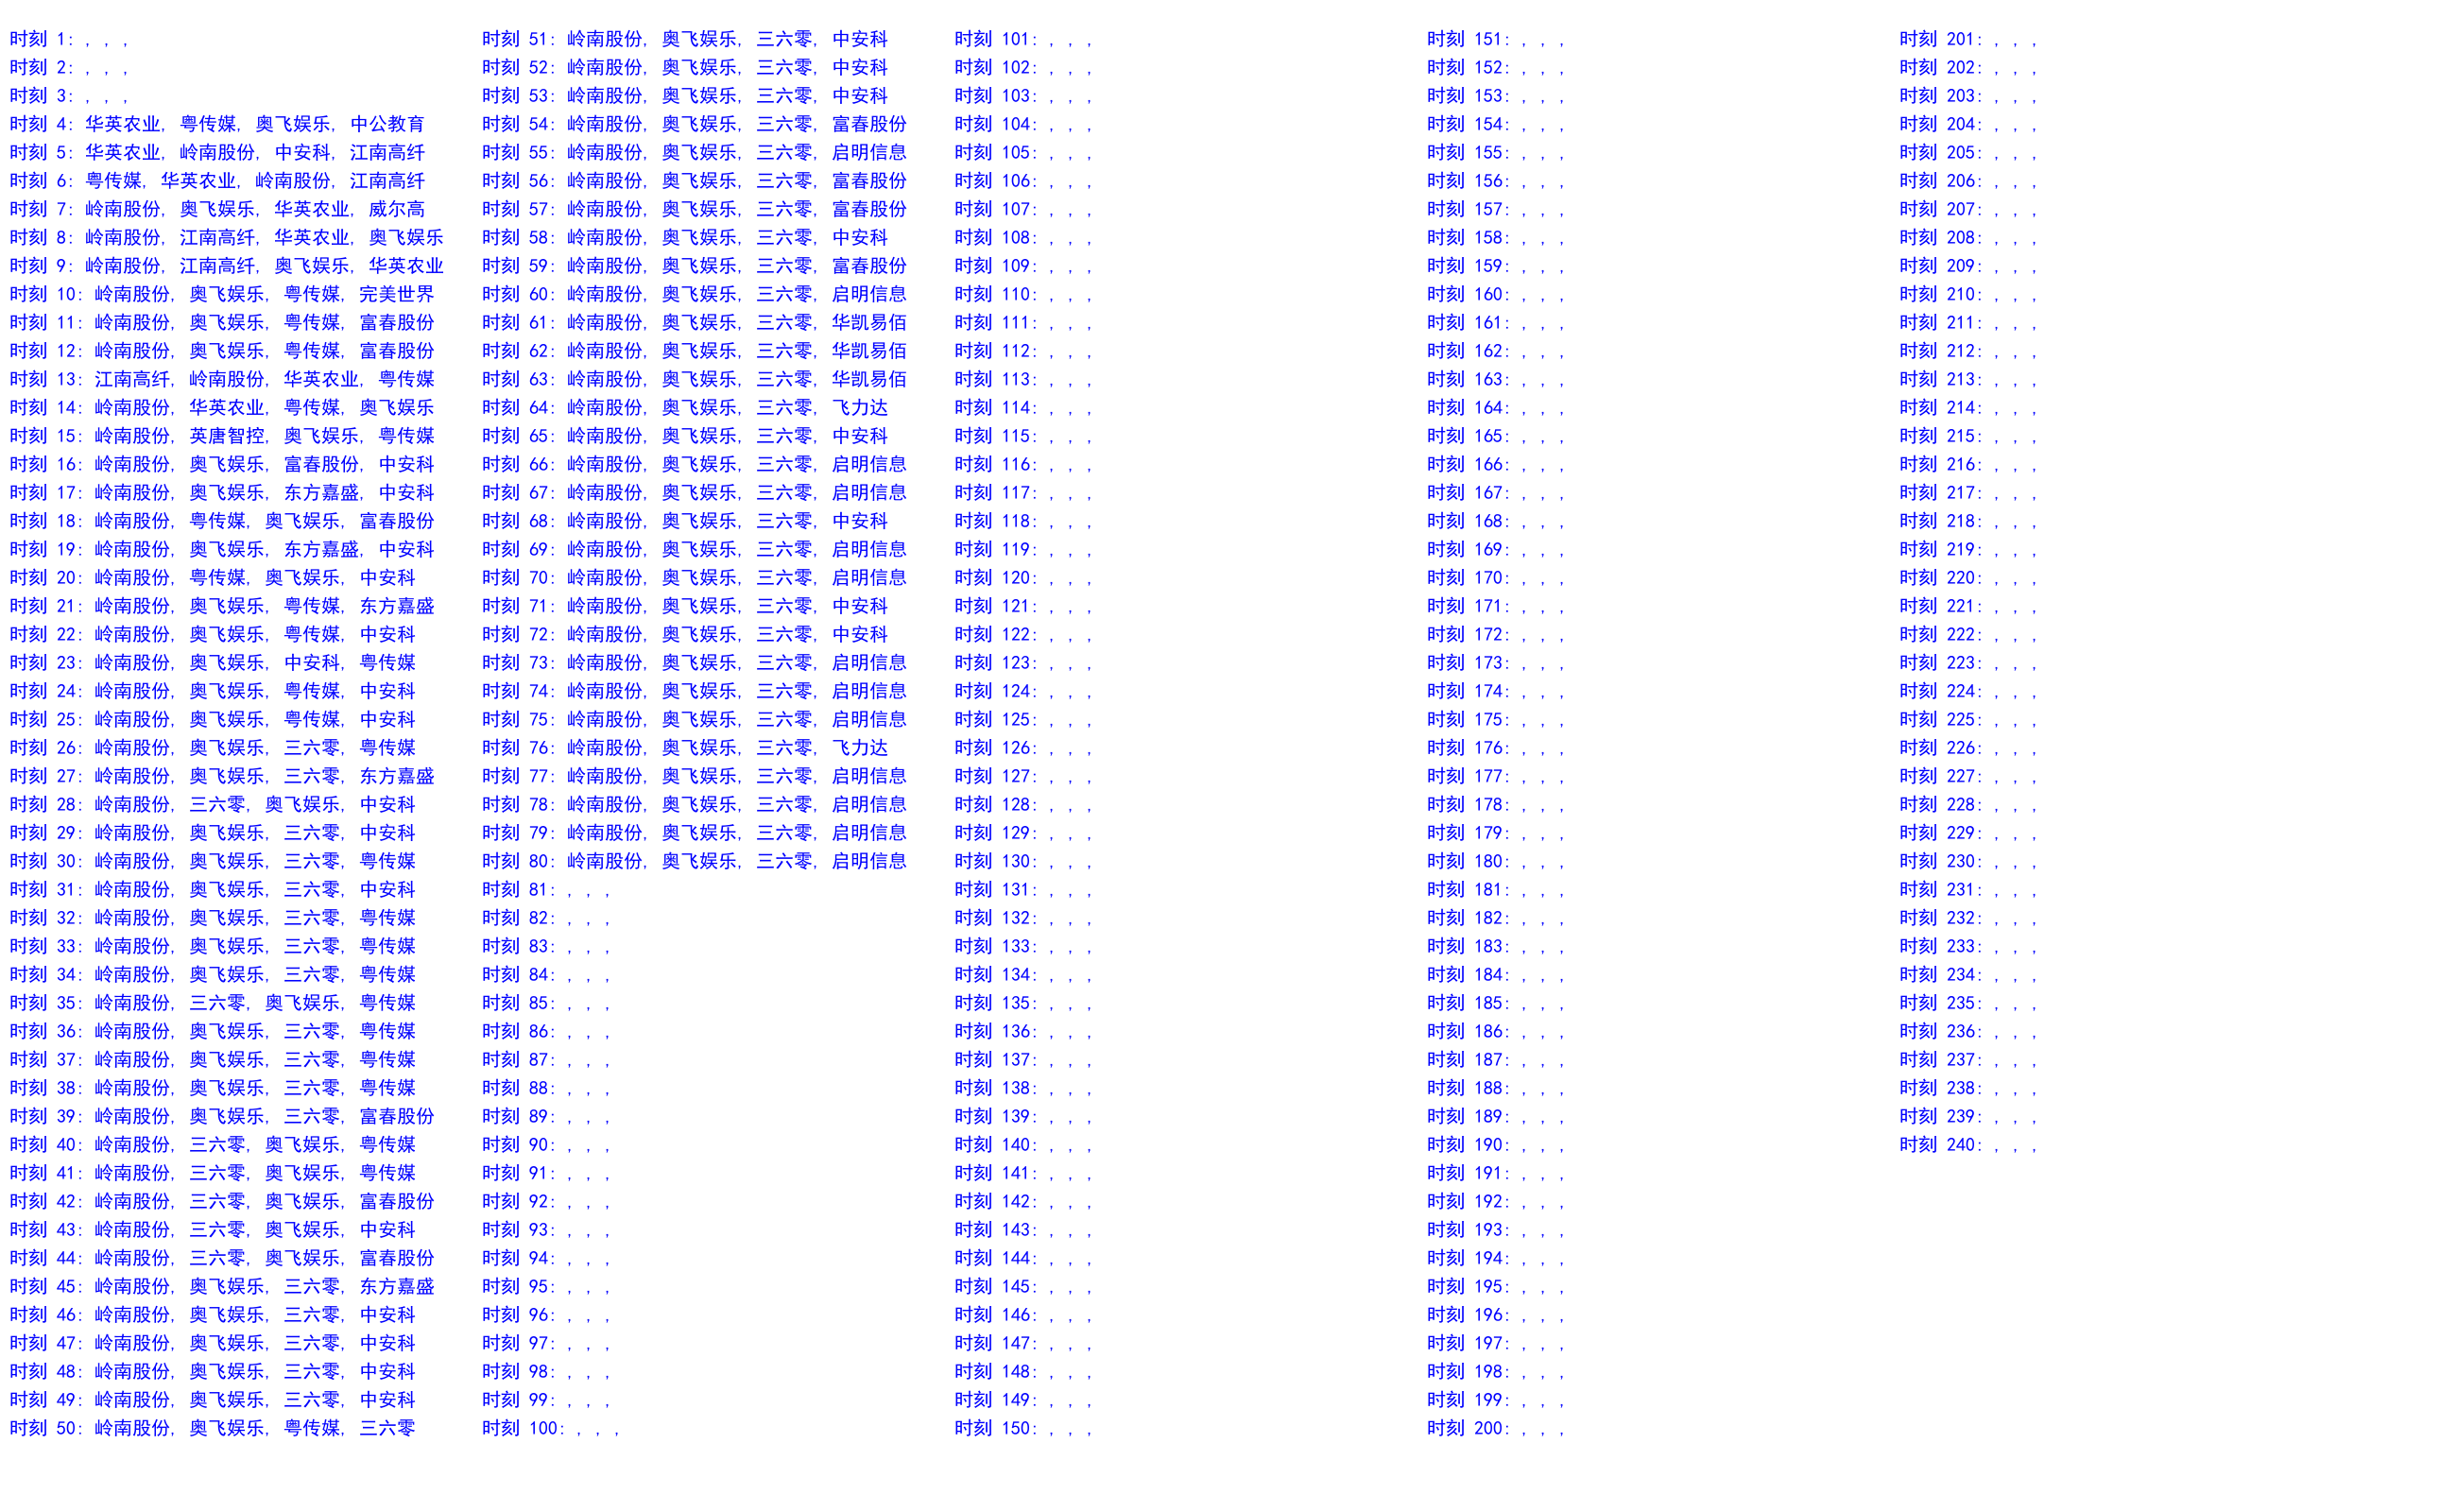 时刻 1: , , ,
时刻 2: , , ,
时刻 3: , , ,
时刻 4: 华英农业, 粤传媒, 奥飞娱乐, 中公教育
时刻 5: 华英农业, 岭南股份, 中安科, 江南高纤
时刻 6: 粤传媒, 华英农业, 岭南股份, 江南高纤
时刻 7: 岭南股份, 奥飞娱乐, 华英农业, 威尔高
时刻 8: 岭南股份, 江南高纤, 华英农业, 奥飞娱乐
时刻 9: 岭南股份, 江南高纤, 奥飞娱乐, 华英农业
时刻 10: 岭南股份, 奥飞娱乐, 粤传媒, 完美世界
时刻 11: 岭南股份, 奥飞娱乐, 粤传媒, 富春股份
时刻 12: 岭南股份, 奥飞娱乐, 粤传媒, 富春股份
时刻 13: 江南高纤, 岭南股份, 华英农业, 粤传媒
时刻 14: 岭南股份, 华英农业, 粤传媒, 奥飞娱乐
时刻 15: 岭南股份, 英唐智控, 奥飞娱乐, 粤传媒
时刻 16: 岭南股份, 奥飞娱乐, 富春股份, 中安科
时刻 17: 岭南股份, 奥飞娱乐, 东方嘉盛, 中安科
时刻 18: 岭南股份, 粤传媒, 奥飞娱乐, 富春股份
时刻 19: 岭南股份, 奥飞娱乐, 东方嘉盛, 中安科
时刻 20: 岭南股份, 粤传媒, 奥飞娱乐, 中安科
时刻 21: 岭南股份, 奥飞娱乐, 粤传媒, 东方嘉盛
时刻 22: 岭南股份, 奥飞娱乐, 粤传媒, 中安科
时刻 23: 岭南股份, 奥飞娱乐, 中安科, 粤传媒
时刻 24: 岭南股份, 奥飞娱乐, 粤传媒, 中安科
时刻 25: 岭南股份, 奥飞娱乐, 粤传媒, 中安科
时刻 26: 岭南股份, 奥飞娱乐, 三六零, 粤传媒
时刻 27: 岭南股份, 奥飞娱乐, 三六零, 东方嘉盛
时刻 28: 岭南股份, 三六零, 奥飞娱乐, 中安科
时刻 29: 岭南股份, 奥飞娱乐, 三六零, 中安科
时刻 30: 岭南股份, 奥飞娱乐, 三六零, 粤传媒
时刻 31: 岭南股份, 奥飞娱乐, 三六零, 中安科
时刻 32: 岭南股份, 奥飞娱乐, 三六零, 粤传媒
时刻 33: 岭南股份, 奥飞娱乐, 三六零, 粤传媒
时刻 34: 岭南股份, 奥飞娱乐, 三六零, 粤传媒
时刻 35: 岭南股份, 三六零, 奥飞娱乐, 粤传媒
时刻 36: 岭南股份, 奥飞娱乐, 三六零, 粤传媒
时刻 37: 岭南股份, 奥飞娱乐, 三六零, 粤传媒
时刻 38: 岭南股份, 奥飞娱乐, 三六零, 粤传媒
时刻 39: 岭南股份, 奥飞娱乐, 三六零, 富春股份
时刻 40: 岭南股份, 三六零, 奥飞娱乐, 粤传媒
时刻 41: 岭南股份, 三六零, 奥飞娱乐, 粤传媒
时刻 42: 岭南股份, 三六零, 奥飞娱乐, 富春股份
时刻 43: 岭南股份, 三六零, 奥飞娱乐, 中安科
时刻 44: 岭南股份, 三六零, 奥飞娱乐, 富春股份
时刻 45: 岭南股份, 奥飞娱乐, 三六零, 东方嘉盛
时刻 46: 岭南股份, 奥飞娱乐, 三六零, 中安科
时刻 47: 岭南股份, 奥飞娱乐, 三六零, 中安科
时刻 48: 岭南股份, 奥飞娱乐, 三六零, 中安科
时刻 49: 岭南股份, 奥飞娱乐, 三六零, 中安科
时刻 50: 岭南股份, 奥飞娱乐, 粤传媒, 三六零
时刻 51: 岭南股份, 奥飞娱乐, 三六零, 中安科
时刻 52: 岭南股份, 奥飞娱乐, 三六零, 中安科
时刻 53: 岭南股份, 奥飞娱乐, 三六零, 中安科
时刻 54: 岭南股份, 奥飞娱乐, 三六零, 富春股份
时刻 55: 岭南股份, 奥飞娱乐, 三六零, 启明信息
时刻 56: 岭南股份, 奥飞娱乐, 三六零, 富春股份
时刻 57: 岭南股份, 奥飞娱乐, 三六零, 富春股份
时刻 58: 岭南股份, 奥飞娱乐, 三六零, 中安科
时刻 59: 岭南股份, 奥飞娱乐, 三六零, 富春股份
时刻 60: 岭南股份, 奥飞娱乐, 三六零, 启明信息
时刻 61: 岭南股份, 奥飞娱乐, 三六零, 华凯易佰
时刻 62: 岭南股份, 奥飞娱乐, 三六零, 华凯易佰
时刻 63: 岭南股份, 奥飞娱乐, 三六零, 华凯易佰
时刻 64: 岭南股份, 奥飞娱乐, 三六零, 飞力达
时刻 65: 岭南股份, 奥飞娱乐, 三六零, 中安科
时刻 66: 岭南股份, 奥飞娱乐, 三六零, 启明信息
时刻 67: 岭南股份, 奥飞娱乐, 三六零, 启明信息
时刻 68: 岭南股份, 奥飞娱乐, 三六零, 中安科
时刻 69: 岭南股份, 奥飞娱乐, 三六零, 启明信息
时刻 70: 岭南股份, 奥飞娱乐, 三六零, 启明信息
时刻 71: 岭南股份, 奥飞娱乐, 三六零, 中安科
时刻 72: 岭南股份, 奥飞娱乐, 三六零, 中安科
时刻 73: 岭南股份, 奥飞娱乐, 三六零, 启明信息
时刻 74: 岭南股份, 奥飞娱乐, 三六零, 启明信息
时刻 75: 岭南股份, 奥飞娱乐, 三六零, 启明信息
时刻 76: 岭南股份, 奥飞娱乐, 三六零, 飞力达
时刻 77: 岭南股份, 奥飞娱乐, 三六零, 启明信息
时刻 78: 岭南股份, 奥飞娱乐, 三六零, 启明信息
时刻 79: 岭南股份, 奥飞娱乐, 三六零, 启明信息
时刻 80: 岭南股份, 奥飞娱乐, 三六零, 启明信息
时刻 81: , , ,
时刻 82: , , ,
时刻 83: , , ,
时刻 84: , , ,
时刻 85: , , ,
时刻 86: , , ,
时刻 87: , , ,
时刻 88: , , ,
时刻 89: , , ,
时刻 90: , , ,
时刻 91: , , ,
时刻 92: , , ,
时刻 93: , , ,
时刻 94: , , ,
时刻 95: , , ,
时刻 96: , , ,
时刻 97: , , ,
时刻 98: , , ,
时刻 99: , , ,
时刻 100: , , ,
时刻 101: , , ,
时刻 102: , , ,
时刻 103: , , ,
时刻 104: , , ,
时刻 105: , , ,
时刻 106: , , ,
时刻 107: , , ,
时刻 108: , , ,
时刻 109: , , ,
时刻 110: , , ,
时刻 111: , , ,
时刻 112: , , ,
时刻 113: , , ,
时刻 114: , , ,
时刻 115: , , ,
时刻 116: , , ,
时刻 117: , , ,
时刻 118: , , ,
时刻 119: , , ,
时刻 120: , , ,
时刻 121: , , ,
时刻 122: , , ,
时刻 123: , , ,
时刻 124: , , ,
时刻 125: , , ,
时刻 126: , , ,
时刻 127: , , ,
时刻 128: , , ,
时刻 129: , , ,
时刻 130: , , ,
时刻 131: , , ,
时刻 132: , , ,
时刻 133: , , ,
时刻 134: , , ,
时刻 135: , , ,
时刻 136: , , ,
时刻 137: , , ,
时刻 138: , , ,
时刻 139: , , ,
时刻 140: , , ,
时刻 141: , , ,
时刻 142: , , ,
时刻 143: , , ,
时刻 144: , , ,
时刻 145: , , ,
时刻 146: , , ,
时刻 147: , , ,
时刻 148: , , ,
时刻 149: , , ,
时刻 150: , , ,
时刻 151: , , ,
时刻 152: , , ,
时刻 153: , , ,
时刻 154: , , ,
时刻 155: , , ,
时刻 156: , , ,
时刻 157: , , ,
时刻 158: , , ,
时刻 159: , , ,
时刻 160: , , ,
时刻 161: , , ,
时刻 162: , , ,
时刻 163: , , ,
时刻 164: , , ,
时刻 165: , , ,
时刻 166: , , ,
时刻 167: , , ,
时刻 168: , , ,
时刻 169: , , ,
时刻 170: , , ,
时刻 171: , , ,
时刻 172: , , ,
时刻 173: , , ,
时刻 174: , , ,
时刻 175: , , ,
时刻 176: , , ,
时刻 177: , , ,
时刻 178: , , ,
时刻 179: , , ,
时刻 180: , , ,
时刻 181: , , ,
时刻 182: , , ,
时刻 183: , , ,
时刻 184: , , ,
时刻 185: , , ,
时刻 186: , , ,
时刻 187: , , ,
时刻 188: , , ,
时刻 189: , , ,
时刻 190: , , ,
时刻 191: , , ,
时刻 192: , , ,
时刻 193: , , ,
时刻 194: , , ,
时刻 195: , , ,
时刻 196: , , ,
时刻 197: , , ,
时刻 198: , , ,
时刻 199: , , ,
时刻 200: , , ,
时刻 201: , , ,
时刻 202: , , ,
时刻 203: , , ,
时刻 204: , , ,
时刻 205: , , ,
时刻 206: , , ,
时刻 207: , , ,
时刻 208: , , ,
时刻 209: , , ,
时刻 210: , , ,
时刻 211: , , ,
时刻 212: , , ,
时刻 213: , , ,
时刻 214: , , ,
时刻 215: , , ,
时刻 216: , , ,
时刻 217: , , ,
时刻 218: , , ,
时刻 219: , , ,
时刻 220: , , ,
时刻 221: , , ,
时刻 222: , , ,
时刻 223: , , ,
时刻 224: , , ,
时刻 225: , , ,
时刻 226: , , ,
时刻 227: , , ,
时刻 228: , , ,
时刻 229: , , ,
时刻 230: , , ,
时刻 231: , , ,
时刻 232: , , ,
时刻 233: , , ,
时刻 234: , , ,
时刻 235: , , ,
时刻 236: , , ,
时刻 237: , , ,
时刻 238: , , ,
时刻 239: , , ,
时刻 240: , , ,